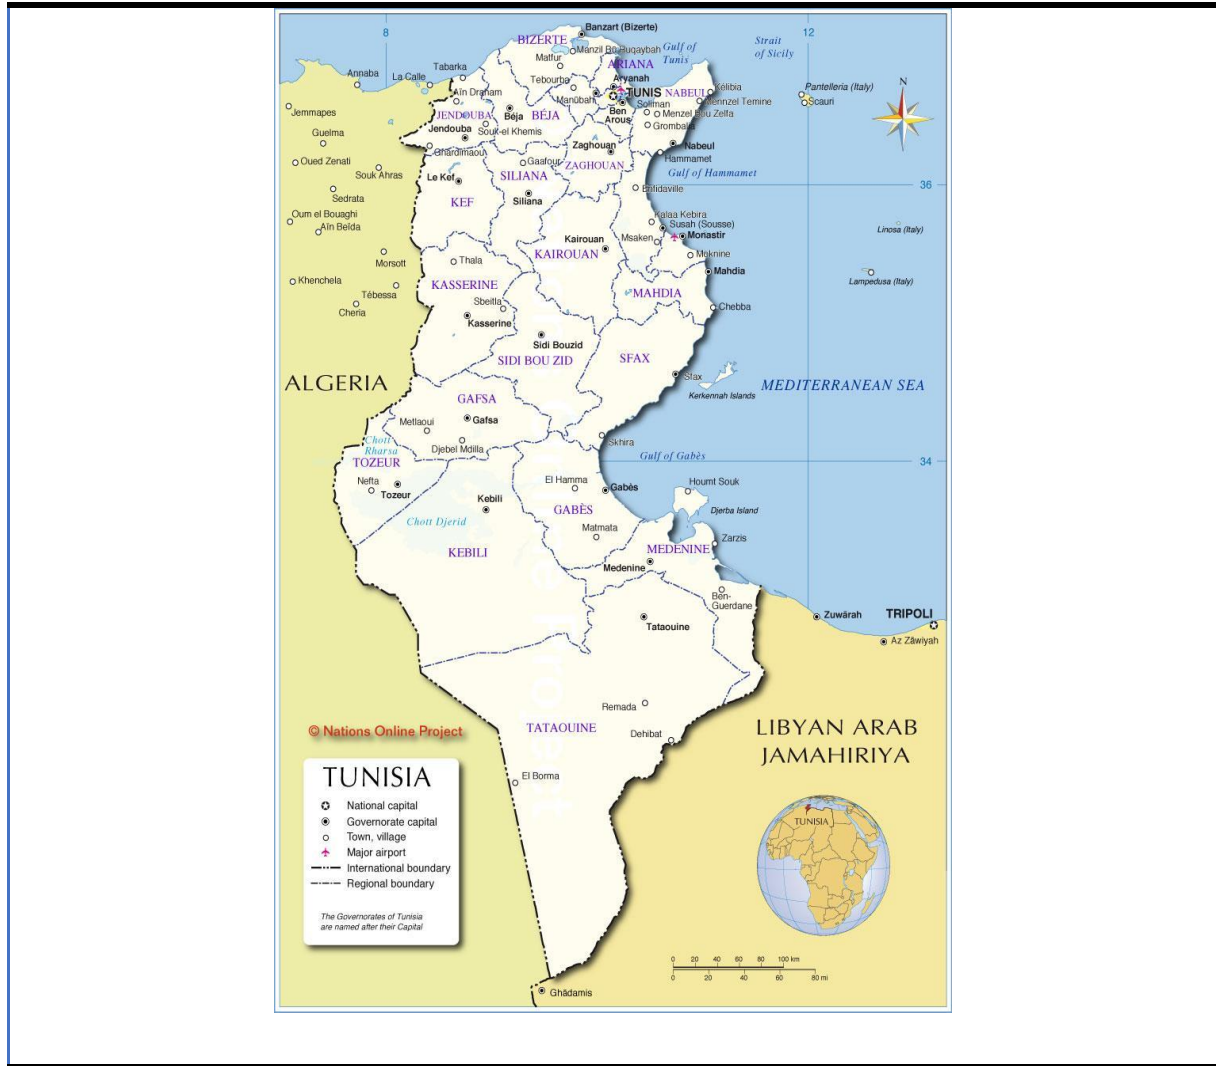 8
12
Banzart (Bizerte)
BIZERTE
Manzil Bū Ruqaybah
Gulf of
Tunis
Strait
of Sicily
Matfur
ARIANA
Annaba
La Calle
Tabarka
Tebourba
Aryanah
TUNIS
NABEUL
Kélibia
Pantelleria (Italy)
Scauri
N
Aïn Draham
Manūbah
Soliman
Mennzel Temine
Jemmapes
JENDOUBA
Béja
BÉJA
Ben
Arous
Menzel Bou Zelfa
Grombalia
Guelma
Jendouba
Souk-el Khemis
Zaghouan
Nabeul
Hammamet
Ghardimaou
Oued Zenati
Souk Ahras
Gaafour
ZAGHOUAN
Gulf of Hammamet
Le Kef
SILIANA
36
Sedrata
KEF
Siliana
Enfidaville
Oum el Bouaghi
Aïn Beïda
Kalaa Kebira
Susah (Sousse)
Linosa (Italy)
Kairouan
Msaken
Monastir
KAIROUAN
Moknine
Morsott
Thala
Mahdia
Khenchela
KASSERINE
MAHDIA
Lampedusa (Italy)
Tébessa
Sbeitla
Chebba
Cheria
Kasserine
Sidi Bouzid
SIDI BOU ZID
SFAX
ALGERIA
Sfax
MEDITERRANEAN SEA
Kerkennah Islands
GAFSA
Metlaoui
Gafsa
Chott
Rharsa
Djebel Mdilla
Skhira
TOZEUR
Gulf of Gabès
34
Nefta
Tozeur
El Hamma
Gabès
Houmt Souk
Kebili
GABÈS
Djerba Island
Chott Djerid
Matmata
KEBILI
MEDENINE
Zarzis
Medenine
Ben-
Guerdane
Zuwārah
TRIPOLI
Tataouine
Az Zāwiyah
Remada
TATAOUINE
Dehibat
LIBYAN ARAB
JAMAHIRIYA
© Nations Online Project
El Borma
TUNISIA
National capital
Governorate capital
Town, village
Major airport
International boundary
Regional boundary
The Governorates of Tunisia
are named after their Capital
TUNISIA
0 20 40 60 80 100 km
0 20 40 60 80 mi
Ghādamis